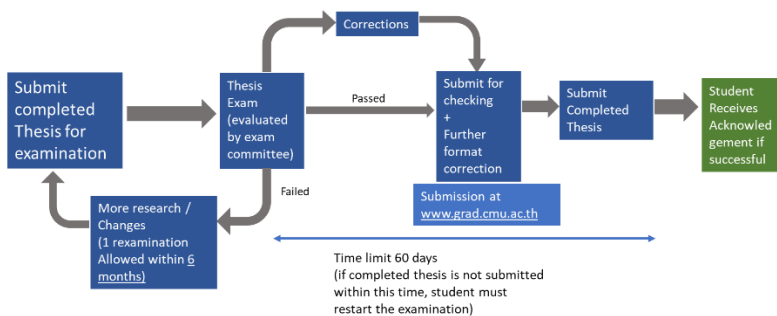 Corrections
Submit
completed
Thesis for
examination
Thesis
Exam
(evaluated
by exam
committee)
Passed
Submit for
checking
+
Further
format
correction
Submit
Completed
Thesis
Student
Receives
Acknowled
gement if
successful
Failed
Submission at
www.grad.cmu.ac.th
More research /
Changes
(1 rexamination
Allowed within 6
months)
Time limit 60 days
(if completed thesis is not submitted
within this time, student must
restart the examination)